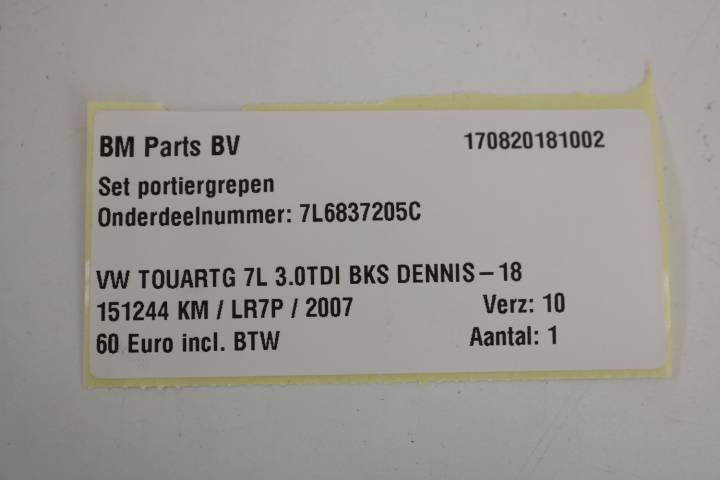 BM Parts BV 170820181002
Set portiergrepen
Onderdeelnummer: 7L6837205C
VW TOUARTG 7L 3.0TDI BKS DENNIS-18
151244 KM / LR7P / 2007 Verz: 10
60 Euro incl. BTW Aantal: 1